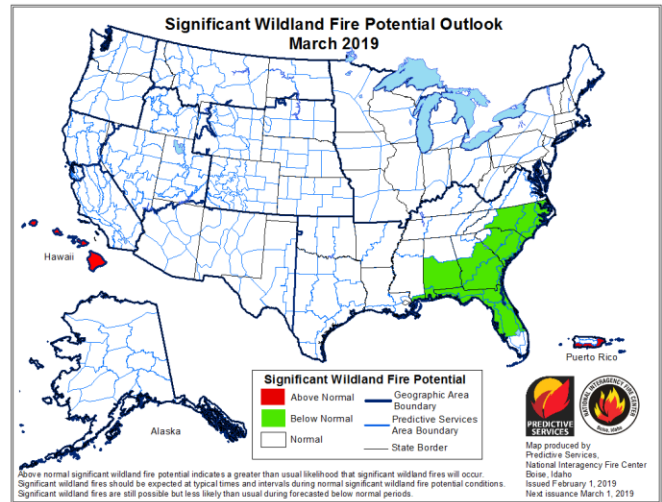 Significant Wildland Fire Potential Outlook
March 2019
Hawaii
Alaska
Puerto Rico
Significant Wildland Fire Potential
Above Normal
Below Normal
Normal
Geographic Area
Boundary
Predictive Services
Area Boundary
State Border
PREDICTIVE
SERVICES
NATIONAL INTERAGENCY FIRE CENTER
Boise, Idaho
Map produced by
Predictive Services,
National Interagency Fire Center
Boise, Idaho
Issued February 1, 2019
Next issuance March 1, 2019
Above normal significant wildland fire potential indicates a greater than usual likelihood that significant wildland fires will occur.
Significant wildland fires should be expected at typical times and intervals during normal significant wildland fire potential conditions.
Significant wildland fires are still possible but less likely than usual during forecasted below normal periods.